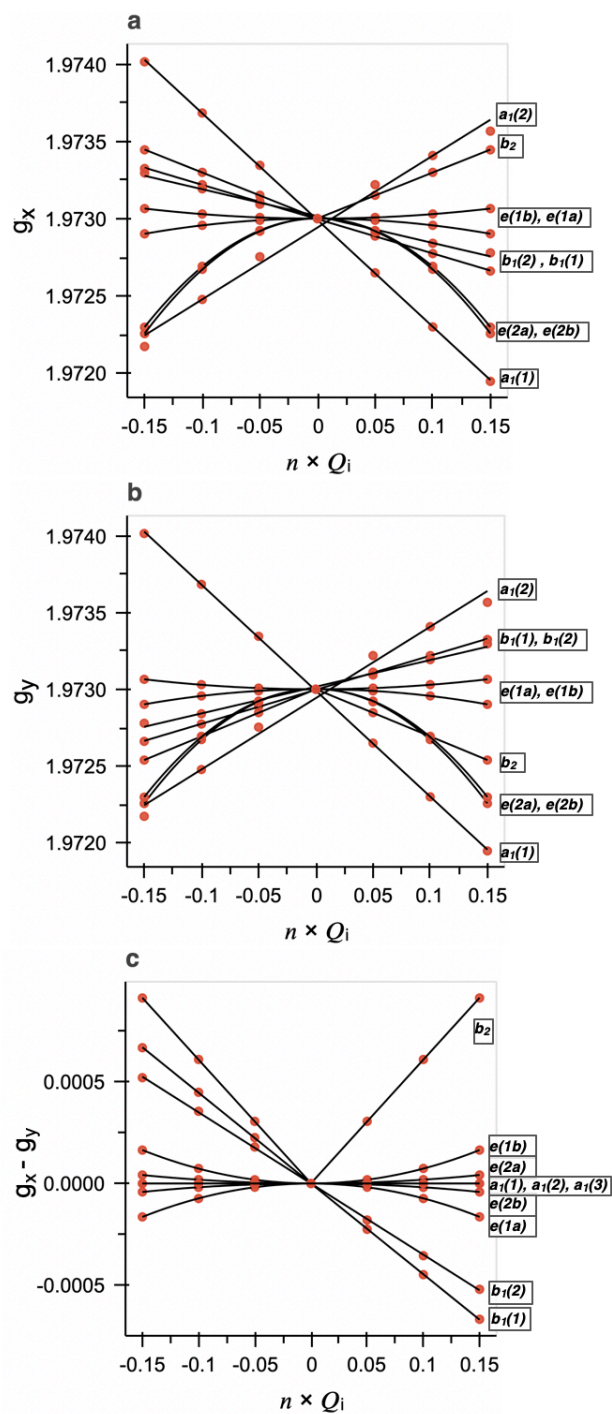 a
1.9740
1.9735
1.9730
1.9725
1.9720
gx
-0.15 -0.1 -0.05 0 0.05 0.1 0.15
n × Qi
a1(2)
b2
e(1b), e(1a)
b1(2) , b1(1)
e(2a), e(2b)
a1(1)
b
1.9740
1.9735
1.9730
1.9725
1.9720
gy
-0.15 -0.1 -0.05 0 0.05 0.1 0.15
n × Qi
a1(2)
b1(1), b1(2)
e(1a), e(1b)
b2
e(2a), e(2b)
a1(1)
c
0.0005
0.0000
-0.0005
gx - gy
-0.15 -0.1 -0.05 0 0.05 0.1 0.15
n × Qi
b2
e(1b)
e(2a)
a1(1), a1(2), a1(3)
e(2b)
e(1a)
b1(2)
b1(1)